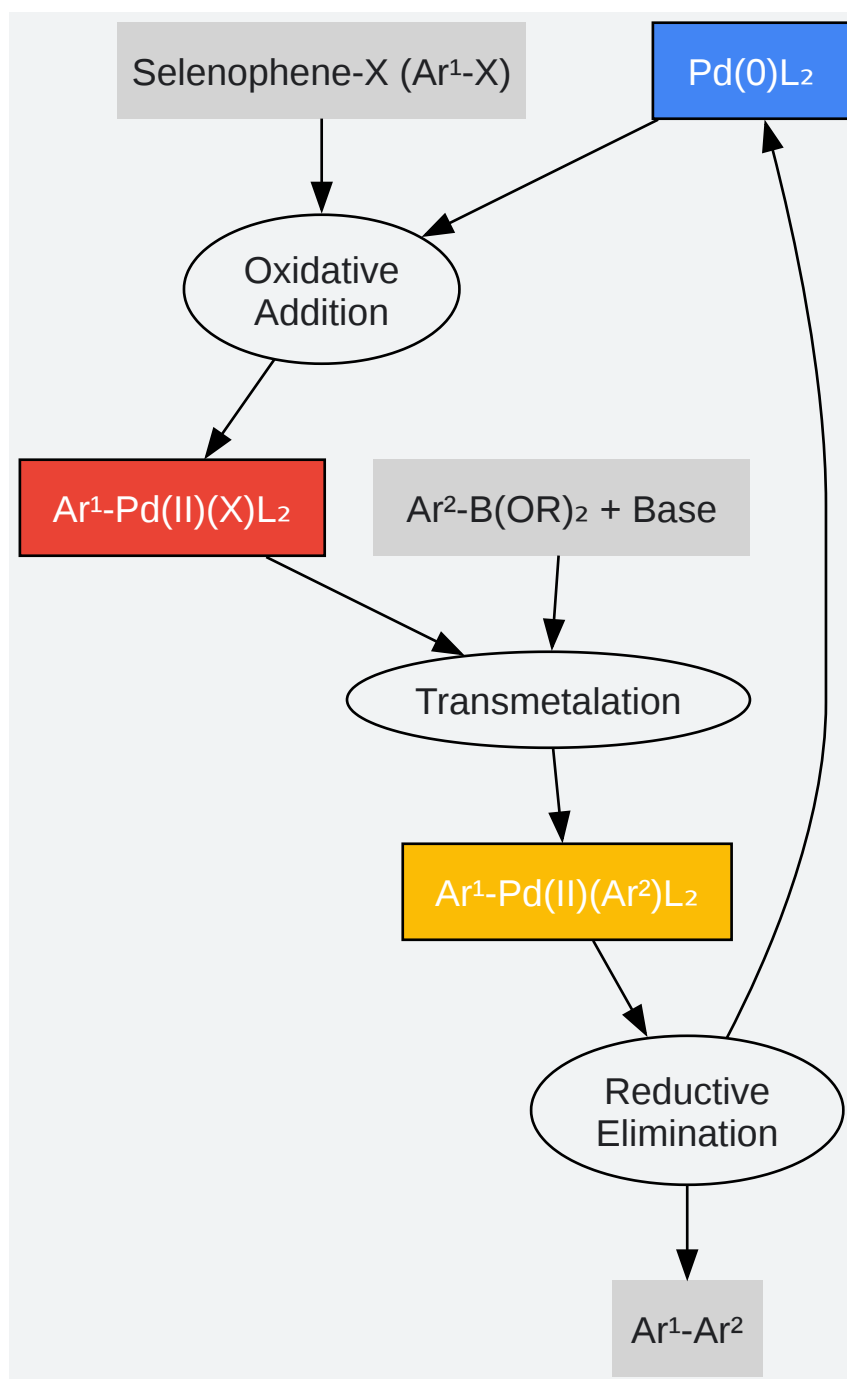 Selenophene-X (Ar¹-X)
Pd(0)L₂
Oxidative
Addition
Ar¹-Pd(II)(X)L₂
Ar²-B(OR)₂ + Base
Transmetalation
Ar¹-Pd(II)(Ar²)L₂
Reductive
Elimination
Ar¹-Ar²